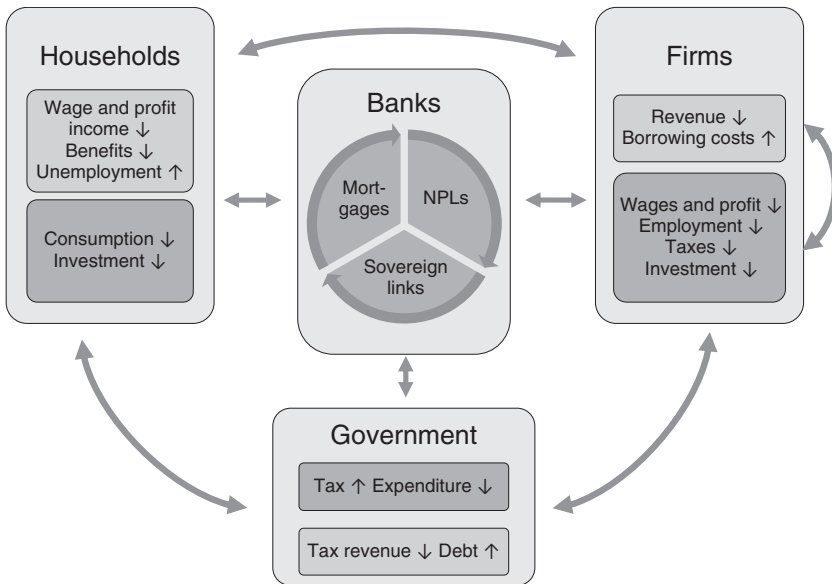 Households
Wage and profit
income ↓
Benefits ↓
Unemployment ↑
Consumption ↓
Investment ↓
Banks
Mort-
gages
NPLs
Sovereign
links
Firms
Revenue ↓
Borrowing costs ↑
Wages and profit ↓
Employment ↓
Taxes ↓
Investment ↓
Government
Tax ↑ Expenditure ↓
Tax revenue ↓ Debt ↑